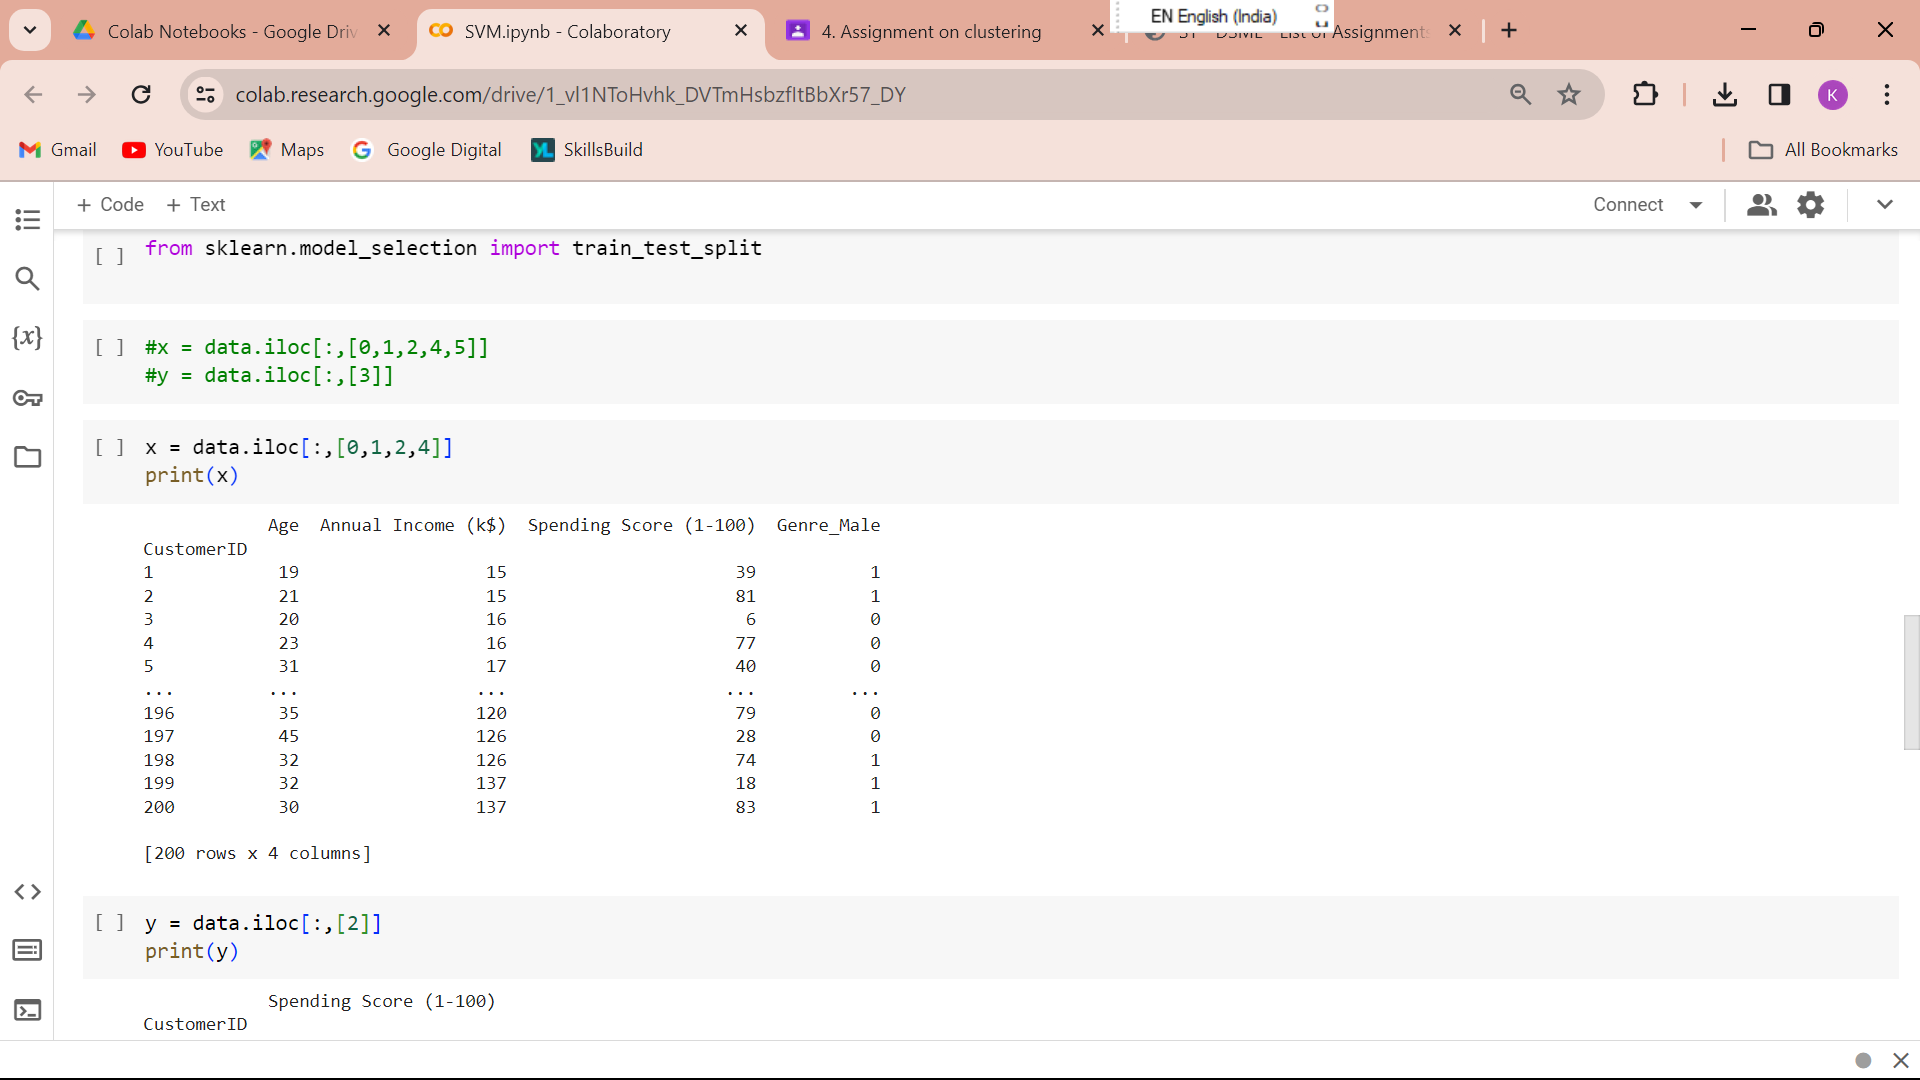 Colab Notebooks - Google Driv
SVM.ipynb - Colaboratory
4. Assignment on clustering
EN English (India)
colab.research.google.com/drive/1_vl1NToHvhk_DVTmHsbzfItBbXr57_DY
K
Gmail
YouTube
Maps
Google Digital
SkillsBuild
All Bookmarks
+ Code + Text
Connect
[ ] from sklearn.model_selection import train_test_split
[ ] #x = data.iloc[:,[0,1,2,4,5]]
#y = data.iloc[:,[3]]
[ ] x = data.iloc[:,[0,1,2,4]]
print(x)
Age Annual Income (k$) Spending Score (1-100) Genre_Male
CustomerID
1 19 15 39 1
2 21 15 81 1
3 20 16 6 0
4 23 16 77 0
5 31 17 40 0
... ... ... ... ...
196 35 120 79 0
197 45 126 28 0
198 32 126 74 1
199 32 137 18 1
200 30 137 83 1
[200 rows x 4 columns]
[ ] y = data.iloc[:,[2]]
print(y)
Spending Score (1-100)
CustomerID